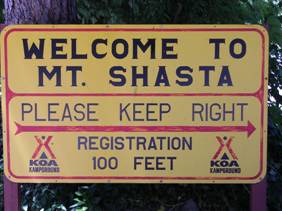 WELCOME TO
MT. SHASTA
PLEASE KEEP RIGHT
REGISTRATION
100 FEET
KOA
KAMPGROUND
KOA
KAMPGROUND